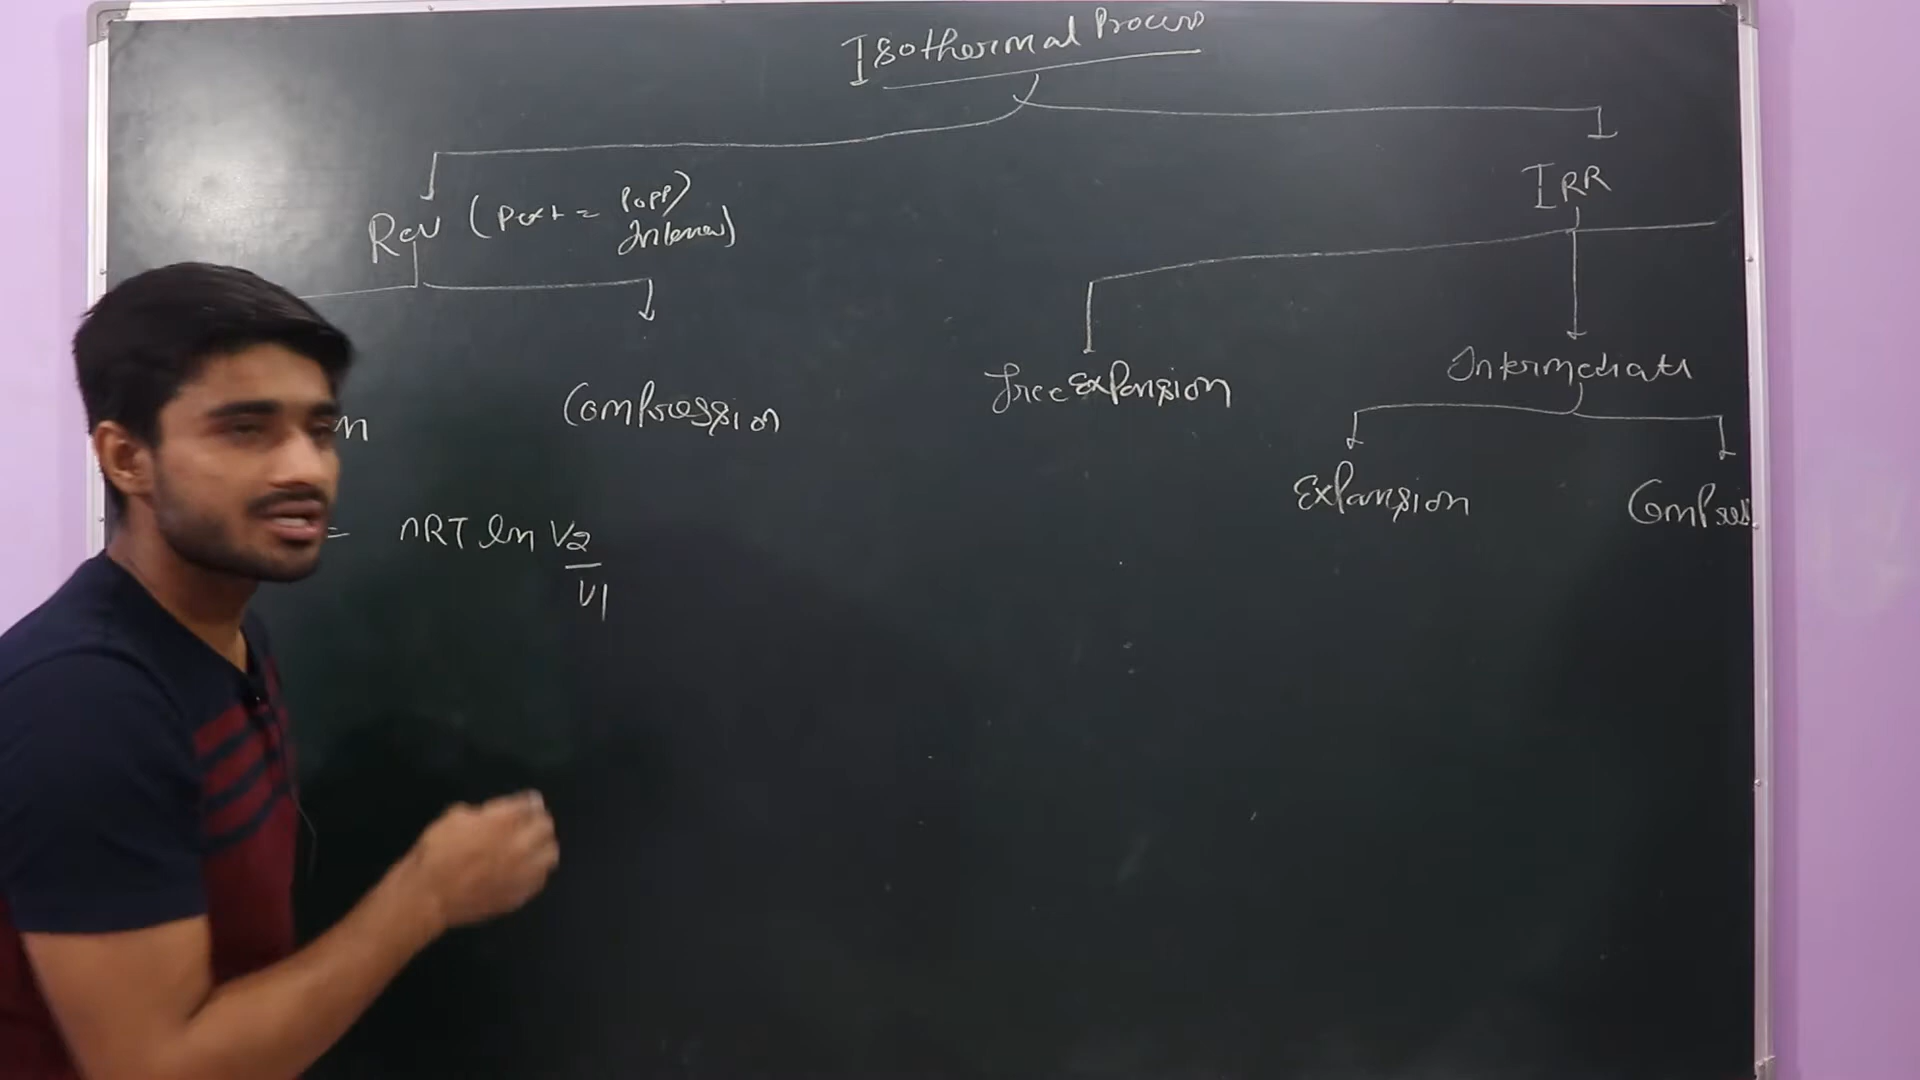 Isothermal Process
IRR
Rev (Pext = Popp)
Internal)
Intermediate
free Expansion
Compression
n
Expansion
Compress
= nRT ln V2
V1